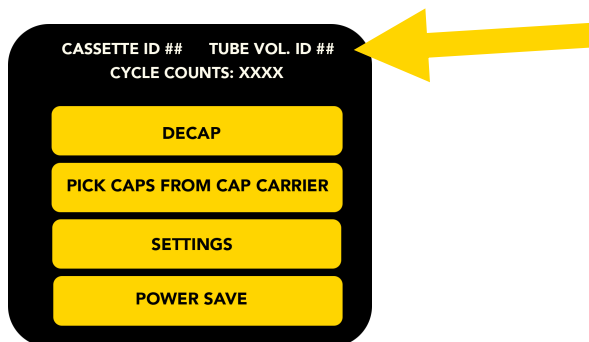 CASSETTE ID ## TUBE VOL. ID ##
CYCLE COUNTS: XXXX
DECAP
PICK CAPS FROM CAP CARRIER
SETTINGS
POWER SAVE